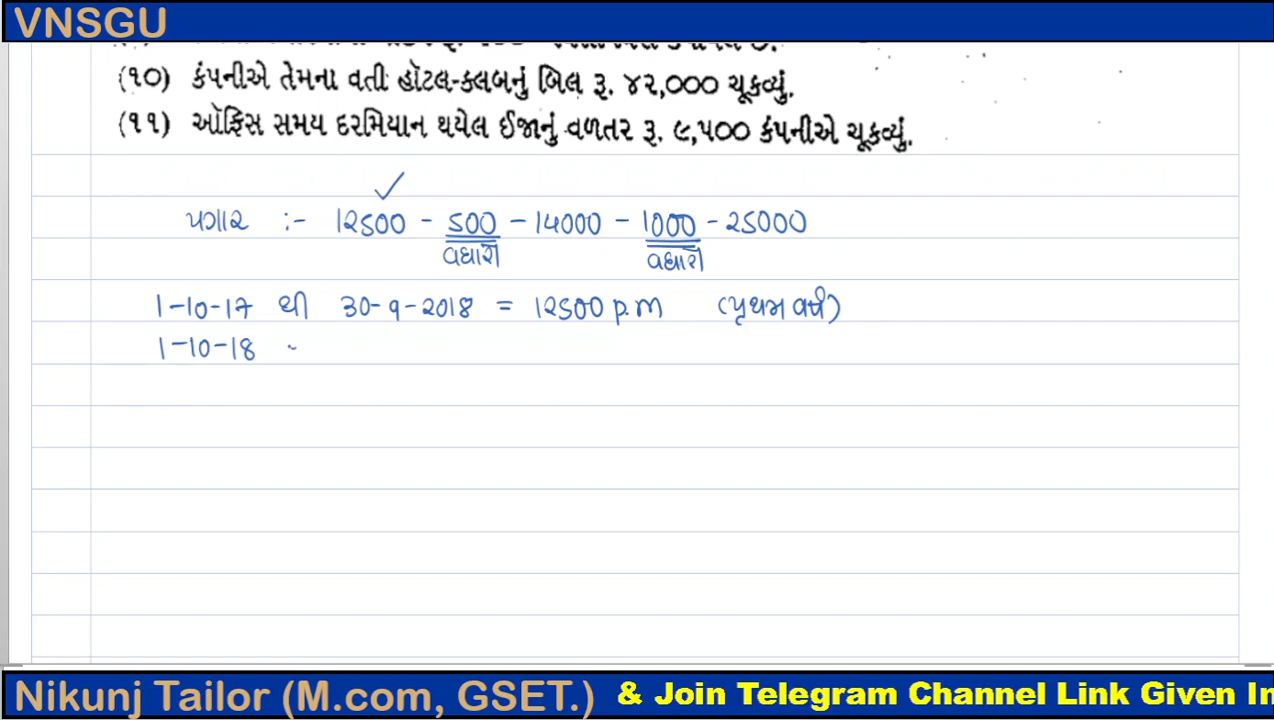 VNSGU
(૧૦) કંપનીએ તેમના વતી હૉટલ-ક્લબનું બિલ રૂ. ૪૨,૦૦૦ ચૂકવ્યું.
(૧૧) ઑફિસ સમય દરમિયાન થયેલ ઈજાનું વળતર રૂ. ૯,૫૦૦ કંપનીએ ચૂકવ્યું.
પગાર :- 12500 - 500 - 14000 - 1000 - 25000
વધારો વધારો
1-10-17 થી 30-9-2018 = 12500 p.m (પ્રથમ વર્ષ)
1-10-18
Nikunj Tailor (M.com, GSET.) & Join Telegram Channel Link Given In